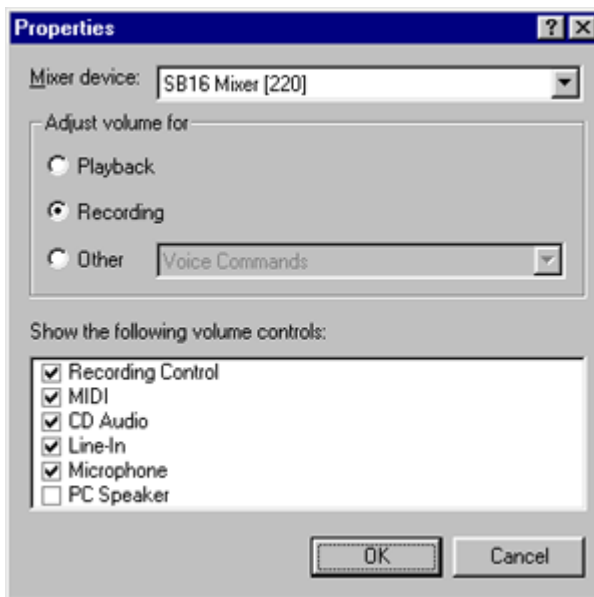 Properties
Mixer device: SB16 Mixer [220]
Adjust volume for
Playback
Recording
Other Voice Commands
Show the following volume controls:
Recording Control
MIDI
CD Audio
Line-In
Microphone
PC Speaker
OK Cancel